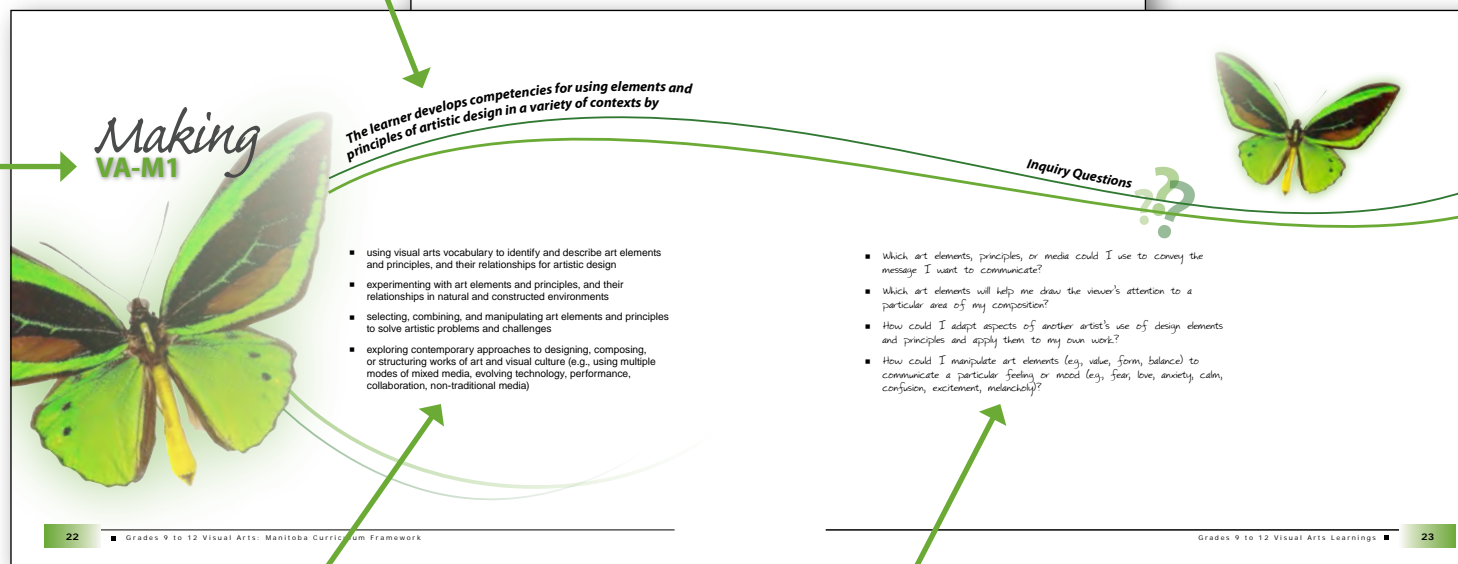 Making
VA-M1
The learner develops competencies for using elements and
principles of artistic design in a variety of contexts by
■ using visual arts vocabulary to identify and describe art elements
and principles, and their relationships for artistic design
■ experimenting with art elements and principles, and their
relationships in natural and constructed environments
■ selecting, combining, and manipulating art elements and principles
to solve artistic problems and challenges
■ exploring contemporary approaches to designing, composing,
or structuring works of art and visual culture (e.g., using multiple
modes of mixed media, evolving technology, performance,
collaboration, non-traditional media)
22 ■ Grades 9 to 12 Visual Arts: Manitoba Curriculum Framework
Inquiry Questions
???
■ Which art elements, principles, or media could I use to convey the
message I want to communicate?
■ Which art elements will help me draw the viewer's attention to a
particular area of my composition?
■ How could I adapt aspects of another artist's use of design elements
and principles and apply them to my own work?
■ How could I manipulate art elements (e.g., value, form, balance) to
communicate a particular feeling or mood (e.g., fear, love, anxiety, calm,
confusion, excitement, melancholy)?
Grades 9 to 12 Visual Arts Learnings ■ 23